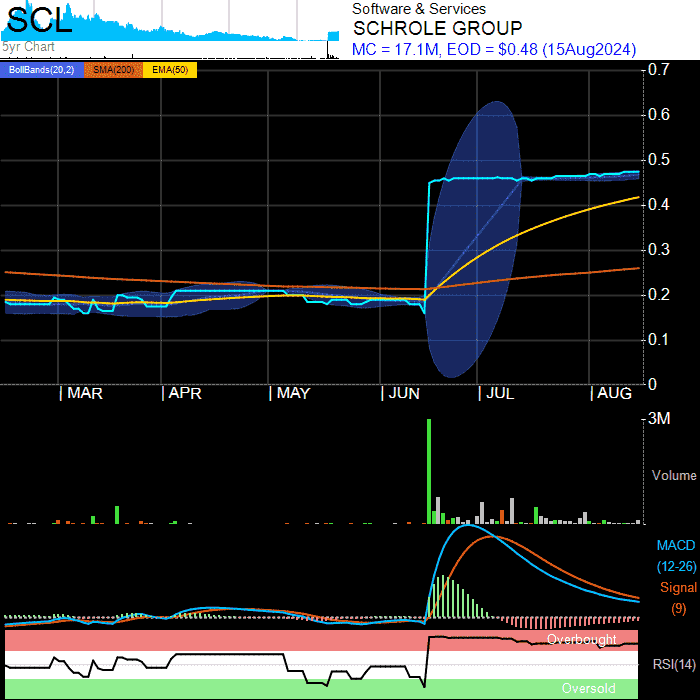 SCL
5yr Chart
Software & Services
SCHROLE GROUP
MC = 17.1M, EOD = $0.48 (15Aug2024)
BollBands(20,2) SMA(200) EMA(50)
0.7
0.6
0.5
0.4
0.3
0.2
0.1
0
MAR APR MAY JUN JUL AUG
3M
Volume
MACD
(12-26)
Signal
(9)
Overbought
RSI(14)
Oversold